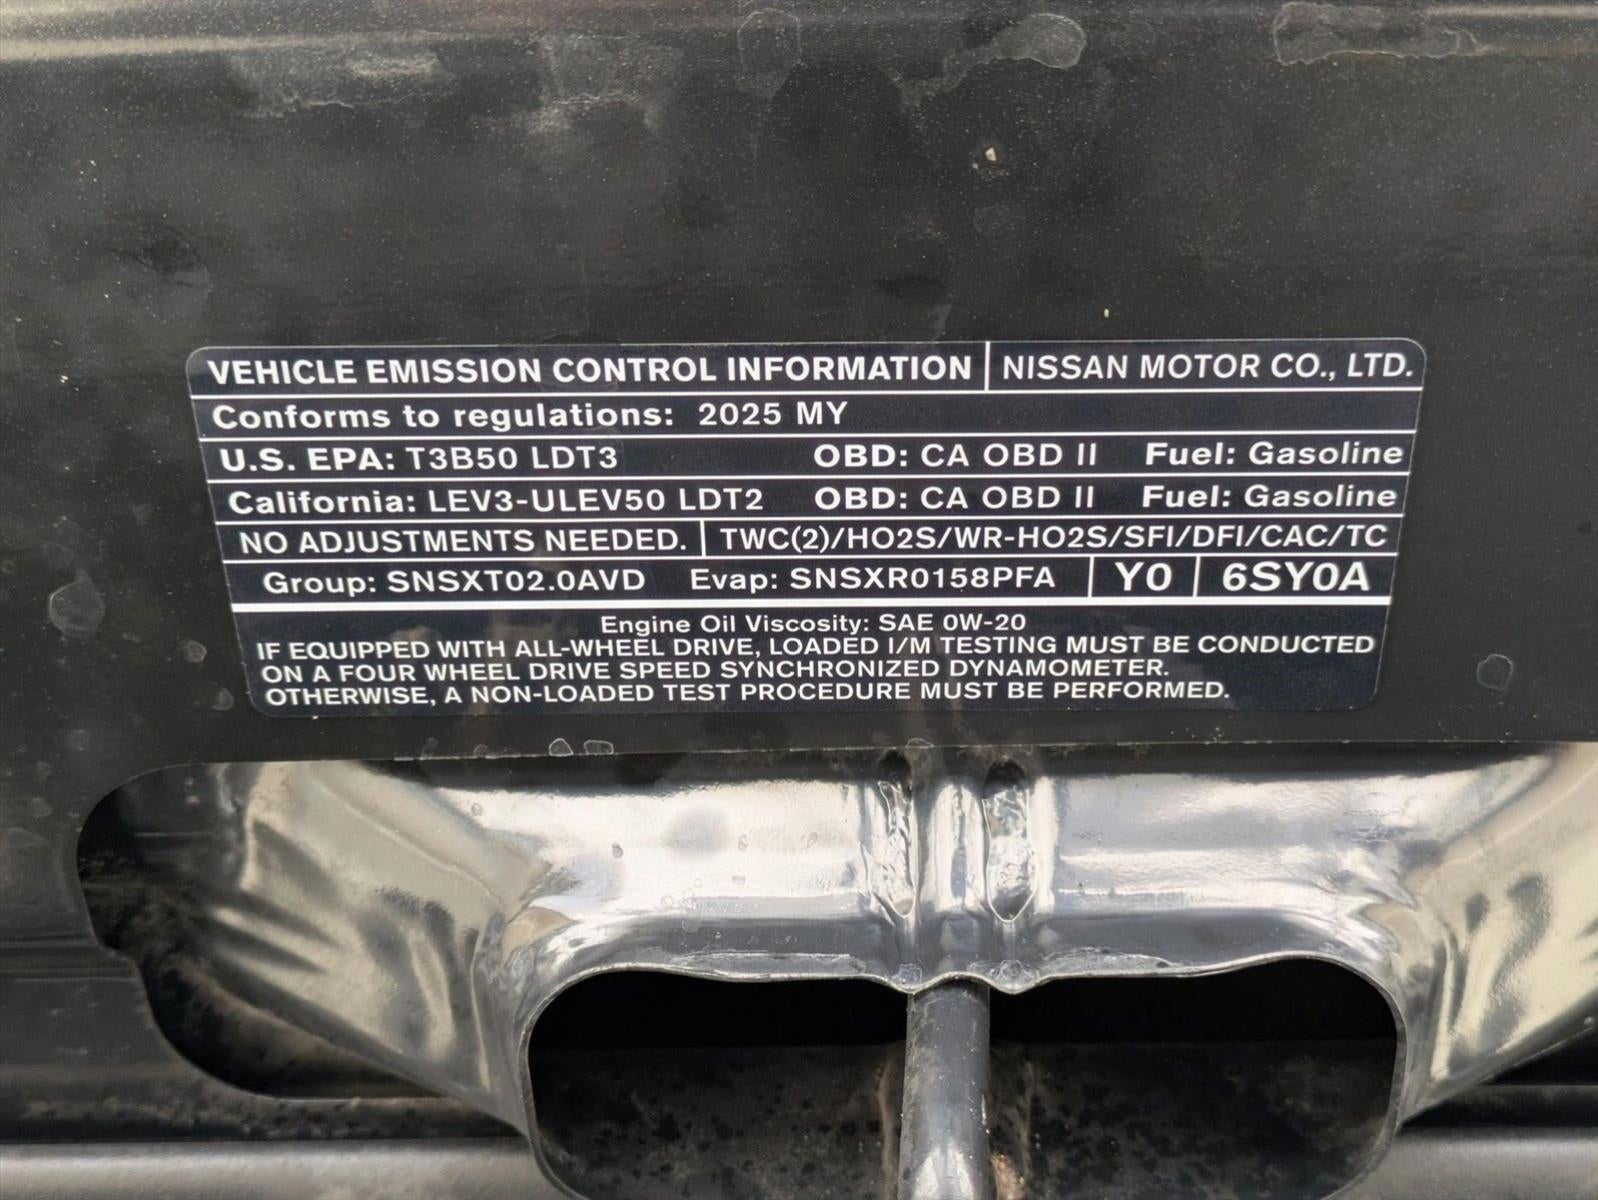 VEHICLE EMISSION CONTROL INFORMATION NISSAN MOTOR CO., LTD.
Conforms to regulations: 2025 MY
U.S. EPA: T3B50 LDT3 OBD: CA OBD II Fuel: Gasoline
California: LEV3-ULEV50 LDT2 OBD: CA OBD II Fuel: Gasoline
NO ADJUSTMENTS NEEDED. TWC(2)/HO2S/WR-HO2S/SFI/DFI/CAC/TC
Group: SNSXT02.0AVD Evap: SNSXR0158PFA Y0 6SY0A
Engine Oil Viscosity: SAE 0W-20
IF EQUIPPED WITH ALL-WHEEL DRIVE, LOADED I/M TESTING MUST BE CONDUCTED
ON A FOUR WHEEL DRIVE SPEED SYNCHRONIZED DYNAMOMETER.
OTHERWISE, A NON-LOADED TEST PROCEDURE MUST BE PERFORMED.